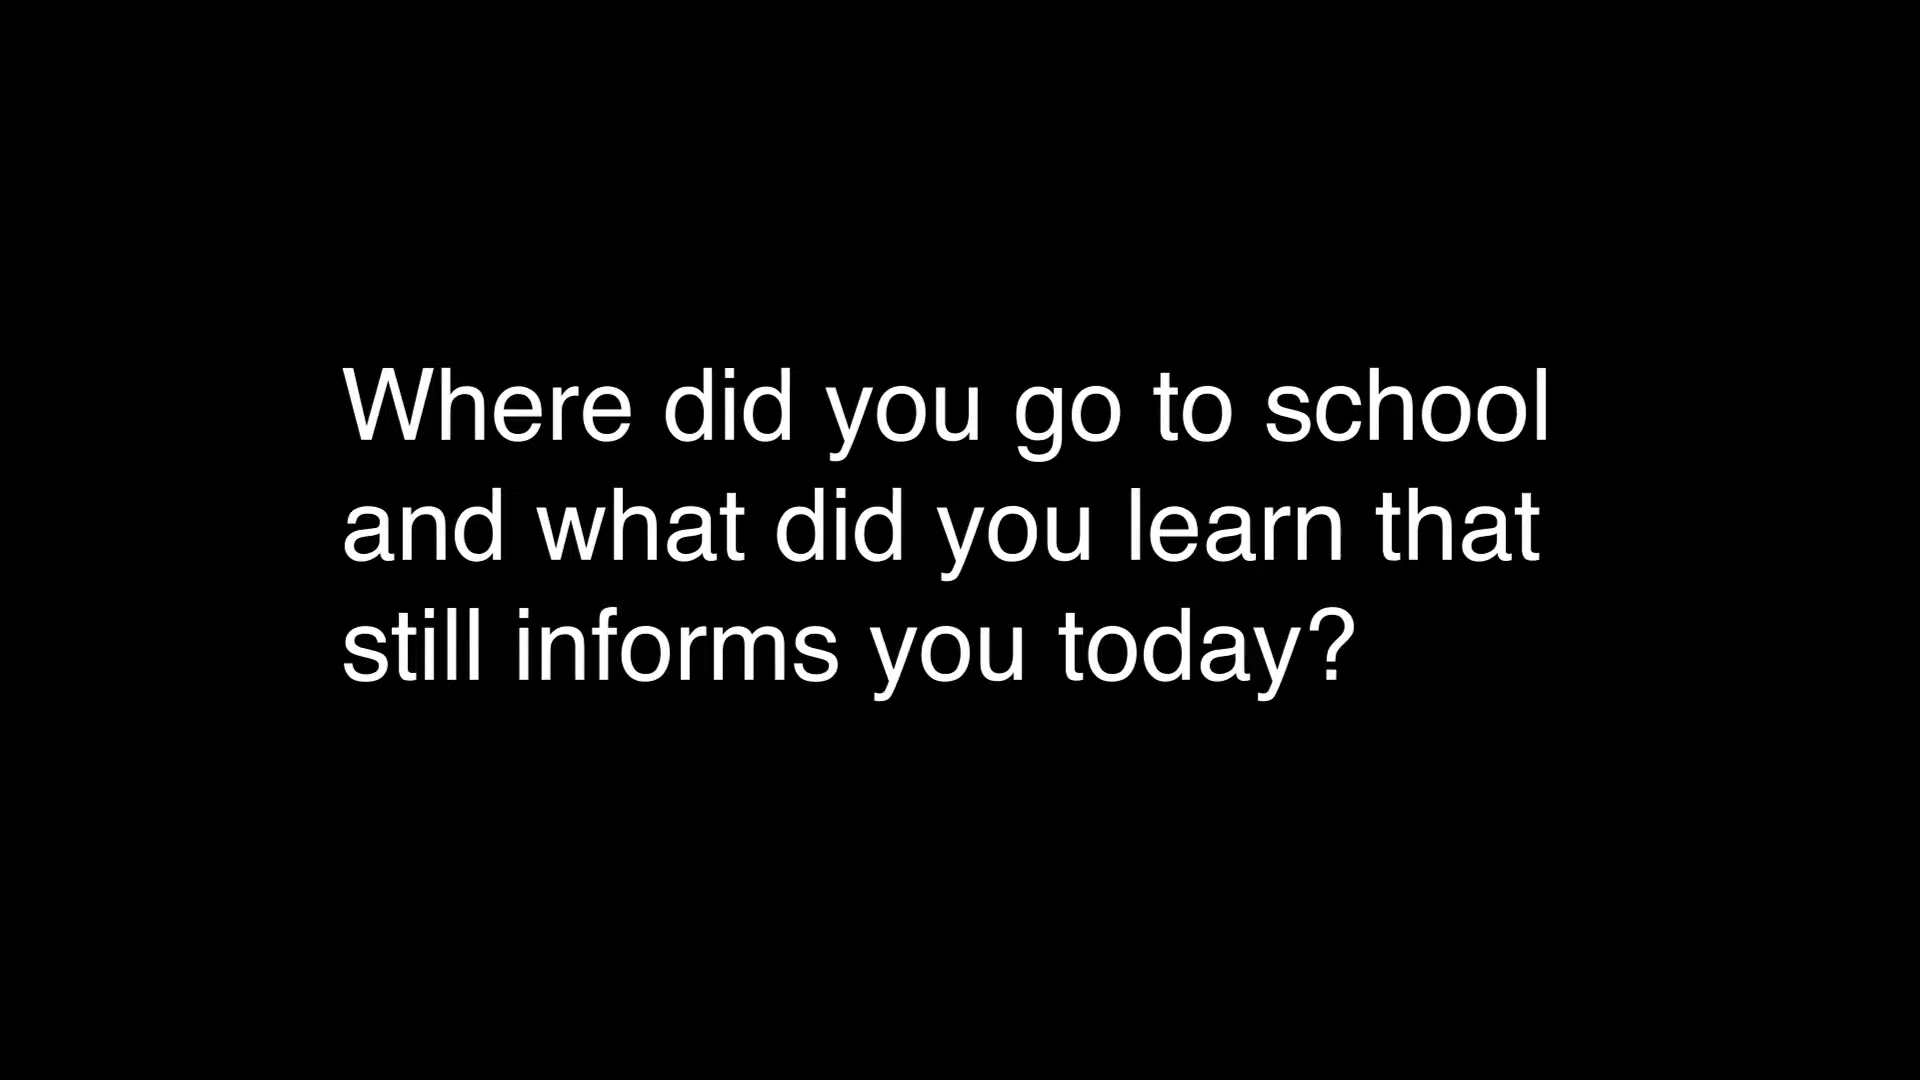 Where did you go to school
and what did you learn that
still informs you today?